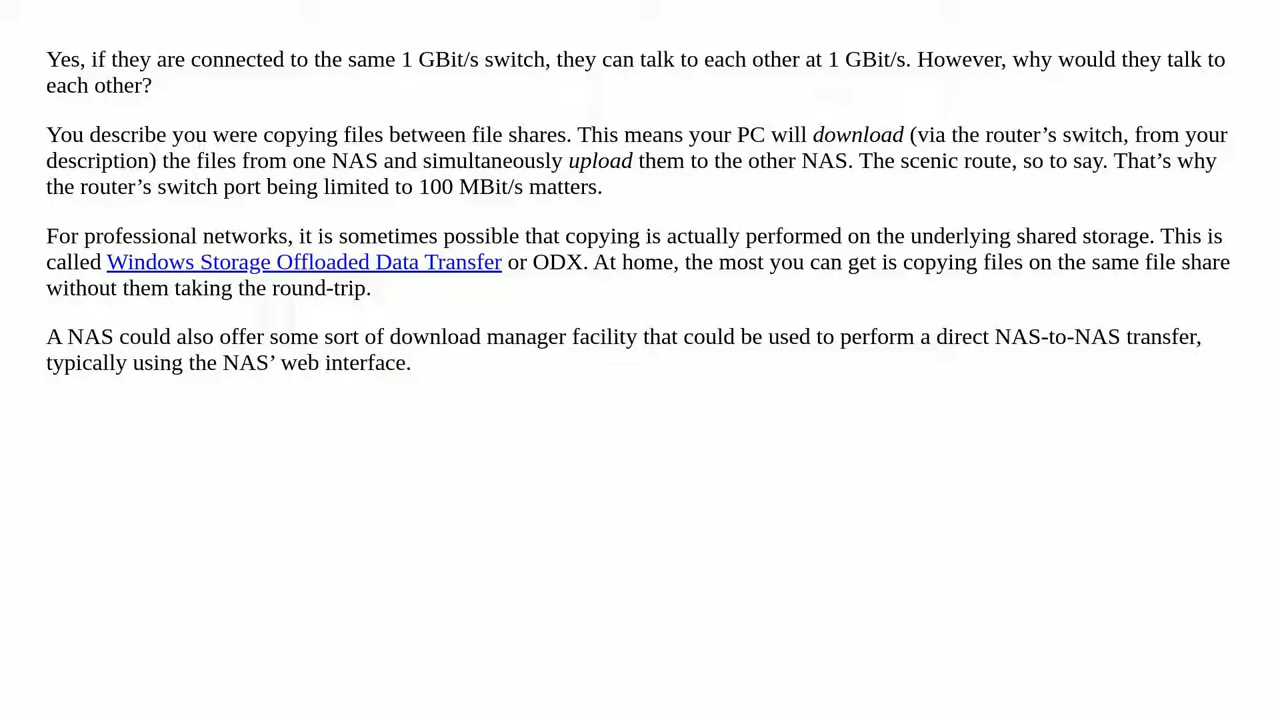 Yes, if they are connected to the same 1 GBit/s switch, they can talk to each other at 1 GBit/s. However, why would they talk to
each other?
You describe you were copying files between file shares. This means your PC will download (via the router’s switch, from your
description) the files from one NAS and simultaneously upload them to the other NAS. The scenic route, so to say. That’s why
the router’s switch port being limited to 100 MBit/s matters.
For professional networks, it is sometimes possible that copying is actually performed on the underlying shared storage. This is
called Windows Storage Offloaded Data Transfer or ODX. At home, the most you can get is copying files on the same file share
without them taking the round-trip.
A NAS could also offer some sort of download manager facility that could be used to perform a direct NAS-to-NAS transfer,
typically using the NAS’ web interface.